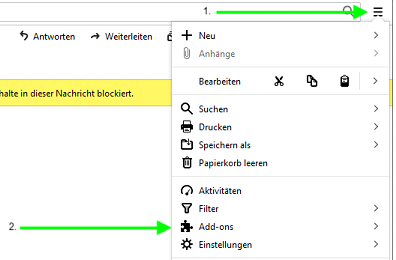 1.
Neu
Antworten
Weiterleiten
Anhänge
Bearbeiten
halte in dieser Nachricht blockiert.
Suchen
Drucken
Speichern als
Papierkorb leeren
Aktivitäten
Filter
2.
Add-ons
Einstellungen